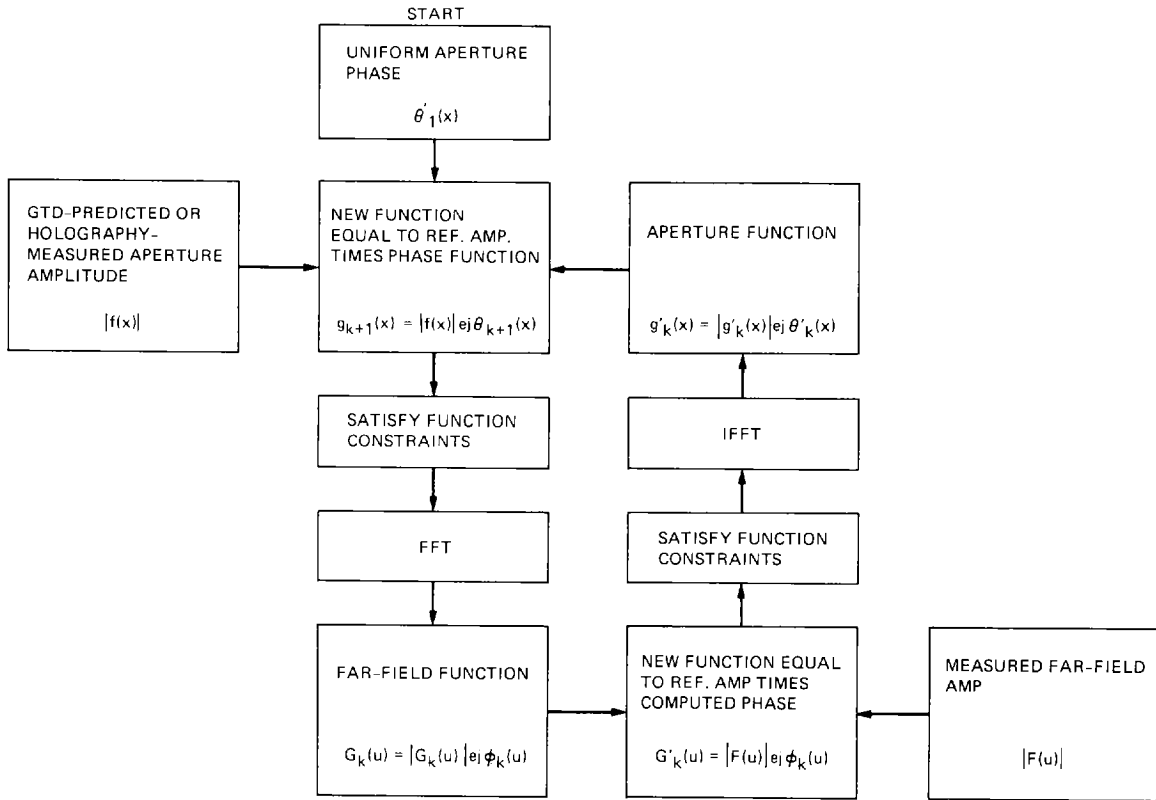 START
UNIFORM APERTURE
PHASE
θ'1(x)
GTD-PREDICTED OR
HOLOGRAPHY-
MEASURED APERTURE
AMPLITUDE
|f(x)|
NEW FUNCTION
EQUAL TO REF. AMP.
TIMES PHASE FUNCTION
gk+1(x) = |f(x)| ej θk+1(x)
APERTURE FUNCTION
g'k(x) = |g'k(x)| ej θ'k(x)
SATISFY FUNCTION
CONSTRAINTS
IFFT
FFT
SATISFY FUNCTION
CONSTRAINTS
FAR-FIELD FUNCTION
Gk(u) = |Gk(u)| ej ϕk(u)
NEW FUNCTION EQUAL
TO REF. AMP TIMES
COMPUTED PHASE
G'k(u) = |F(u)| ej ϕk(u)
MEASURED FAR-FIELD
AMP
|F(u)|